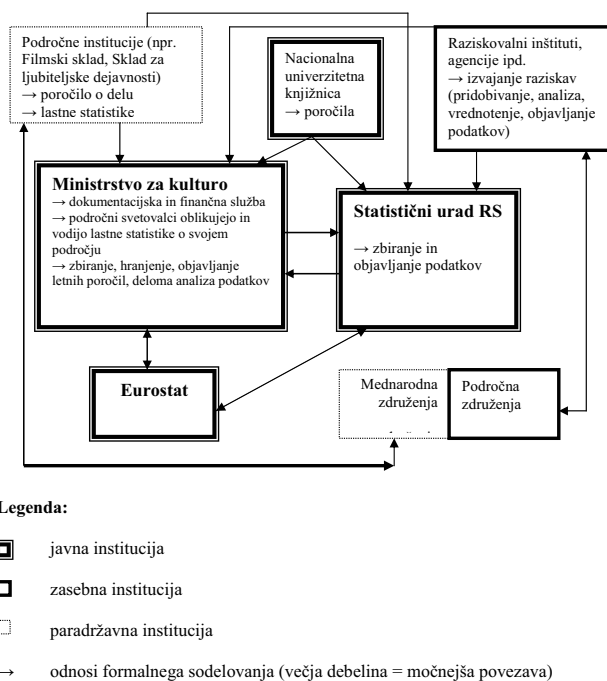 Področne institucije (npr.
Filmski sklad, Sklad za
ljubiteljske dejavnosti)
→ poročilo o delu
→ lastne statistike
Nacionalna
univerzitetna
knjižnica
→ poročila
Raziskovalni inštituti,
agencije ipd.
→ izvajanje raziskav
(pridobivanje, analiza,
vrednotenje, objavljanje
podatkov)
Ministrstvo za kulturo
→ dokumentacijska in finančna služba
→ področni svetovalci oblikujejo in
vodijo lastne statistike o svojem
področju
→ zbiranje, hranjenje, objavljanje
letnih poročil, deloma analiza podatkov
Statistični urad RS
→ zbiranje in
objavljanje podatkov
Eurostat
Mednarodna
združenja
Področna
združenja
Legenda:
javna institucija
zasebna institucija
paradržavna institucija
→ odnosi formalnega sodelovanja (večja debelina = močnejša povezava)